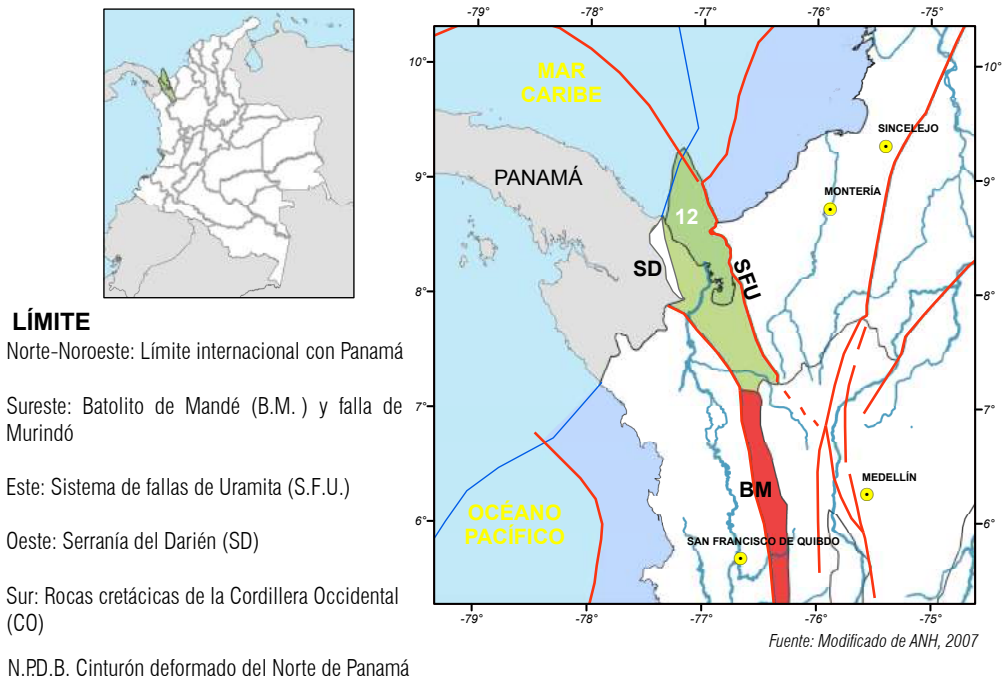 -79°
-78°
-77°
-76°
-75°
10°
10°
MAR
CARIBE
SINCELEJO
9°
PANAMÁ
MONTERÍA
9°
12
SD
SFU
8°
8°
LÍMITE
Norte-Noroeste: Límite internacional con Panamá
Sureste: Batolito de Mandé (B.M. ) y falla de
Murindó
7°
7°
Este: Sistema de fallas de Uramita (S.F.U.)
MEDELLÍN
BM
OCÉANO
PACÍFICO
6°
6°
Oeste: Serranía del Darién (SD)
SAN FRANCISCO DE QUIBDO
Sur: Rocas cretácicas de la Cordillera Occidental
(CO)
-79°
-78°
-77°
-76°
-75°
Fuente: Modificado de ANH, 2007
N.P.D.B. Cinturón deformado del Norte de Panamá